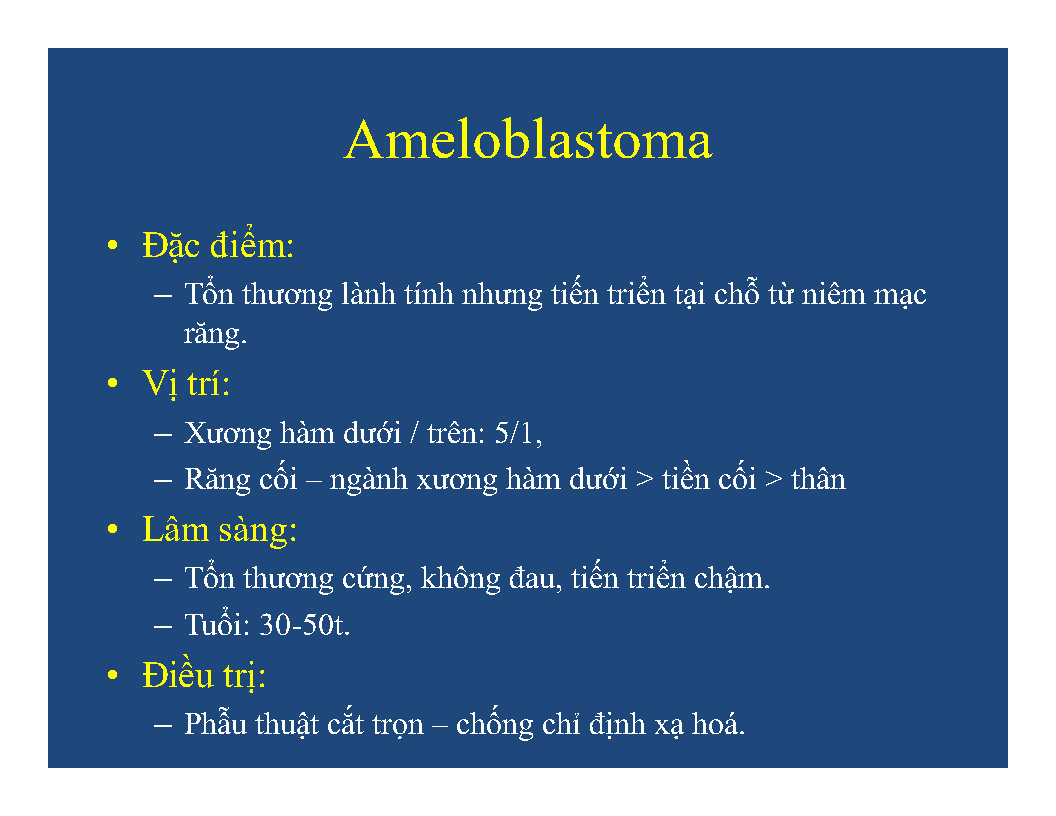 Ameloblastoma
• Đặc điểm:
– Tổn thương lành tính nhưng tiến triển tại chỗ từ niêm mạc
răng.
• Vị trí:
– Xương hàm dưới / trên: 5/1,
– Răng cối – ngành xương hàm dưới > tiền cối > thân
• Lâm sàng:
– Tổn thương cứng, không đau, tiến triển chậm.
– Tuổi: 30-50t.
• Điều trị:
– Phẫu thuật cắt trọn – chống chỉ định xạ hoá.